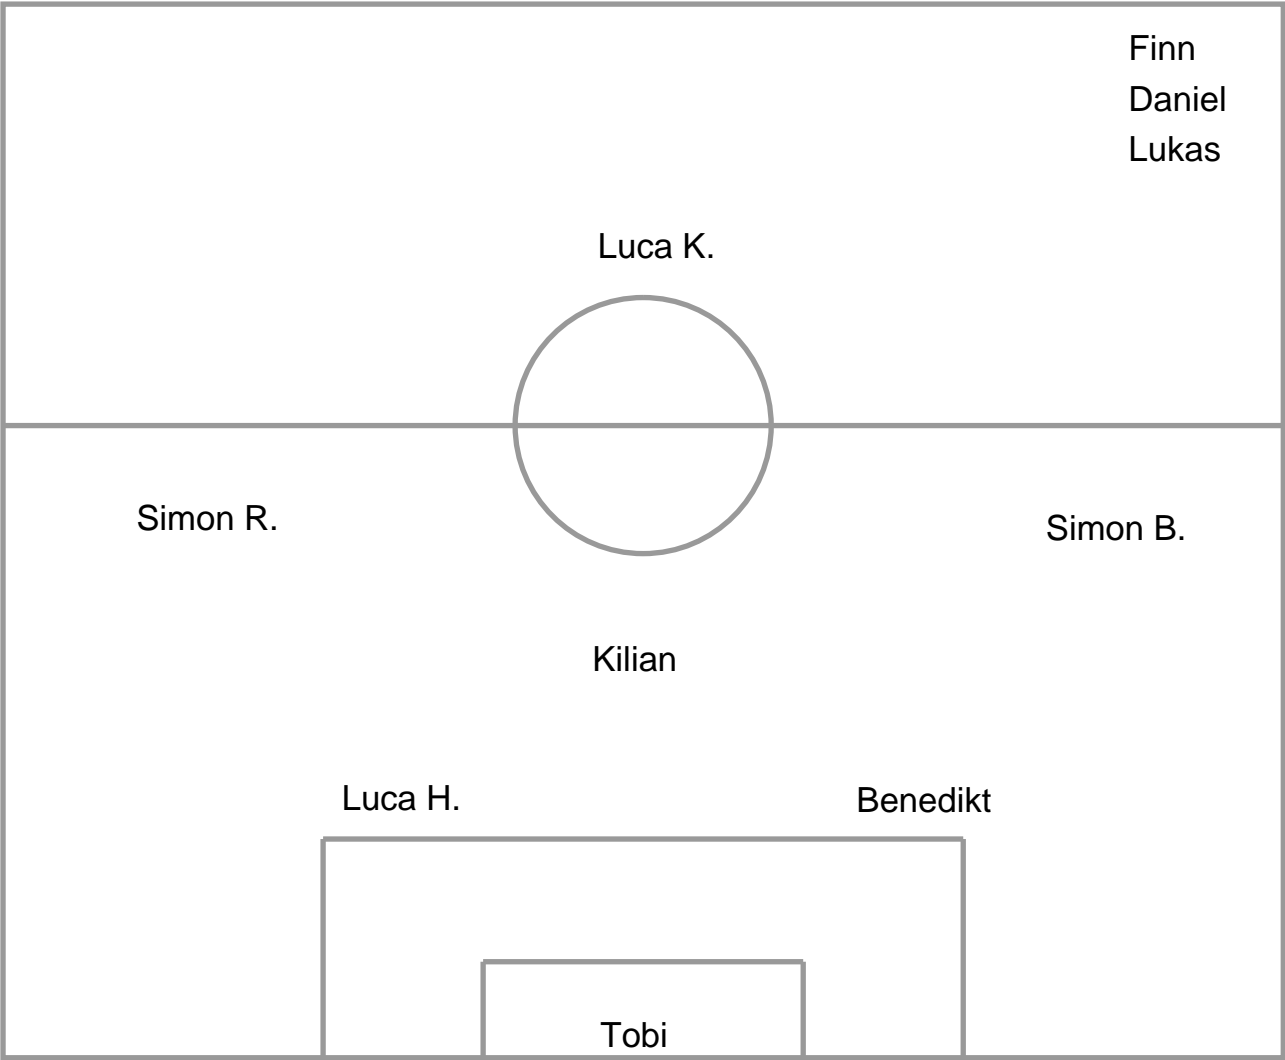 Finn
Daniel
Lukas
Luca K.
Simon R.
Simon B.
Kilian
Luca H.
Benedikt
Tobi